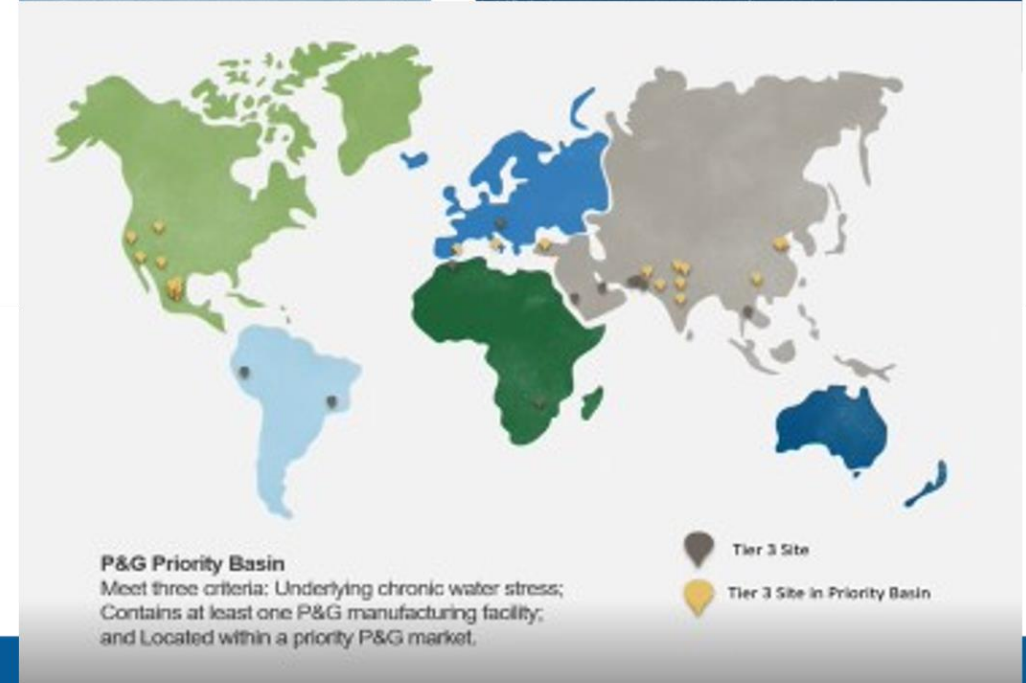 P&G Priority Basin
Meet three criteria: Underlying chronic water stress;
Contains at least one P&G manufacturing facility;
and Located within a priority P&G market.
Tier 3 Site
Tier 3 Site in Priority Basin